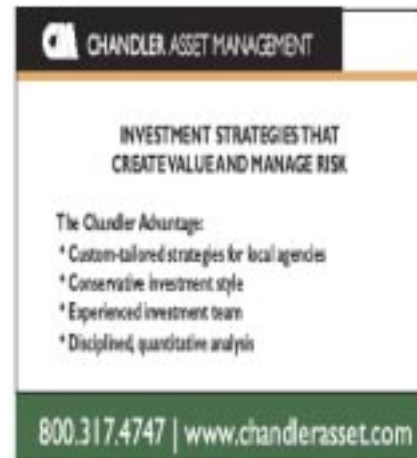 CHANDLER ASSET MANAGEMENT
INVESTMENT STRATEGIES THAT
CREATE VALUE AND MANAGE RISK
The Chandler Advantage:
* Custom-tailored strategies for local agencies
* Conservative investment style
* Experienced investment team
* Disciplined, quantitative analysis
800.317.4747 | www.chandlerasset.com